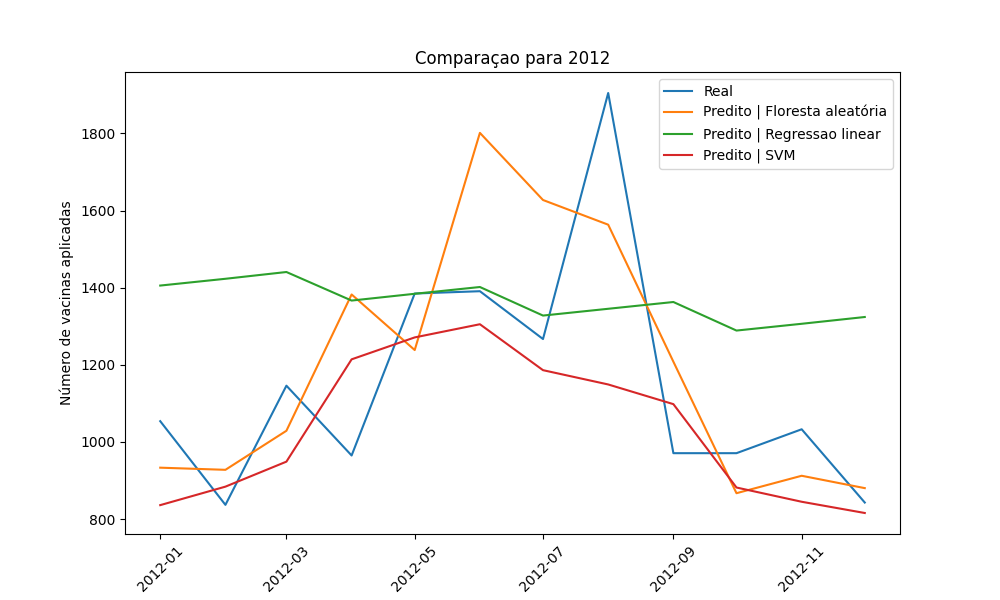 Comparaçao para 2012
Real
Predito | Floresta aleatória
Predito | Regressao linear
Predito | SVM
Número de vacinas aplicadas
1800
1600
1400
1200
1000
800
2012-01
2012-03
2012-05
2012-07
2012-09
2012-11